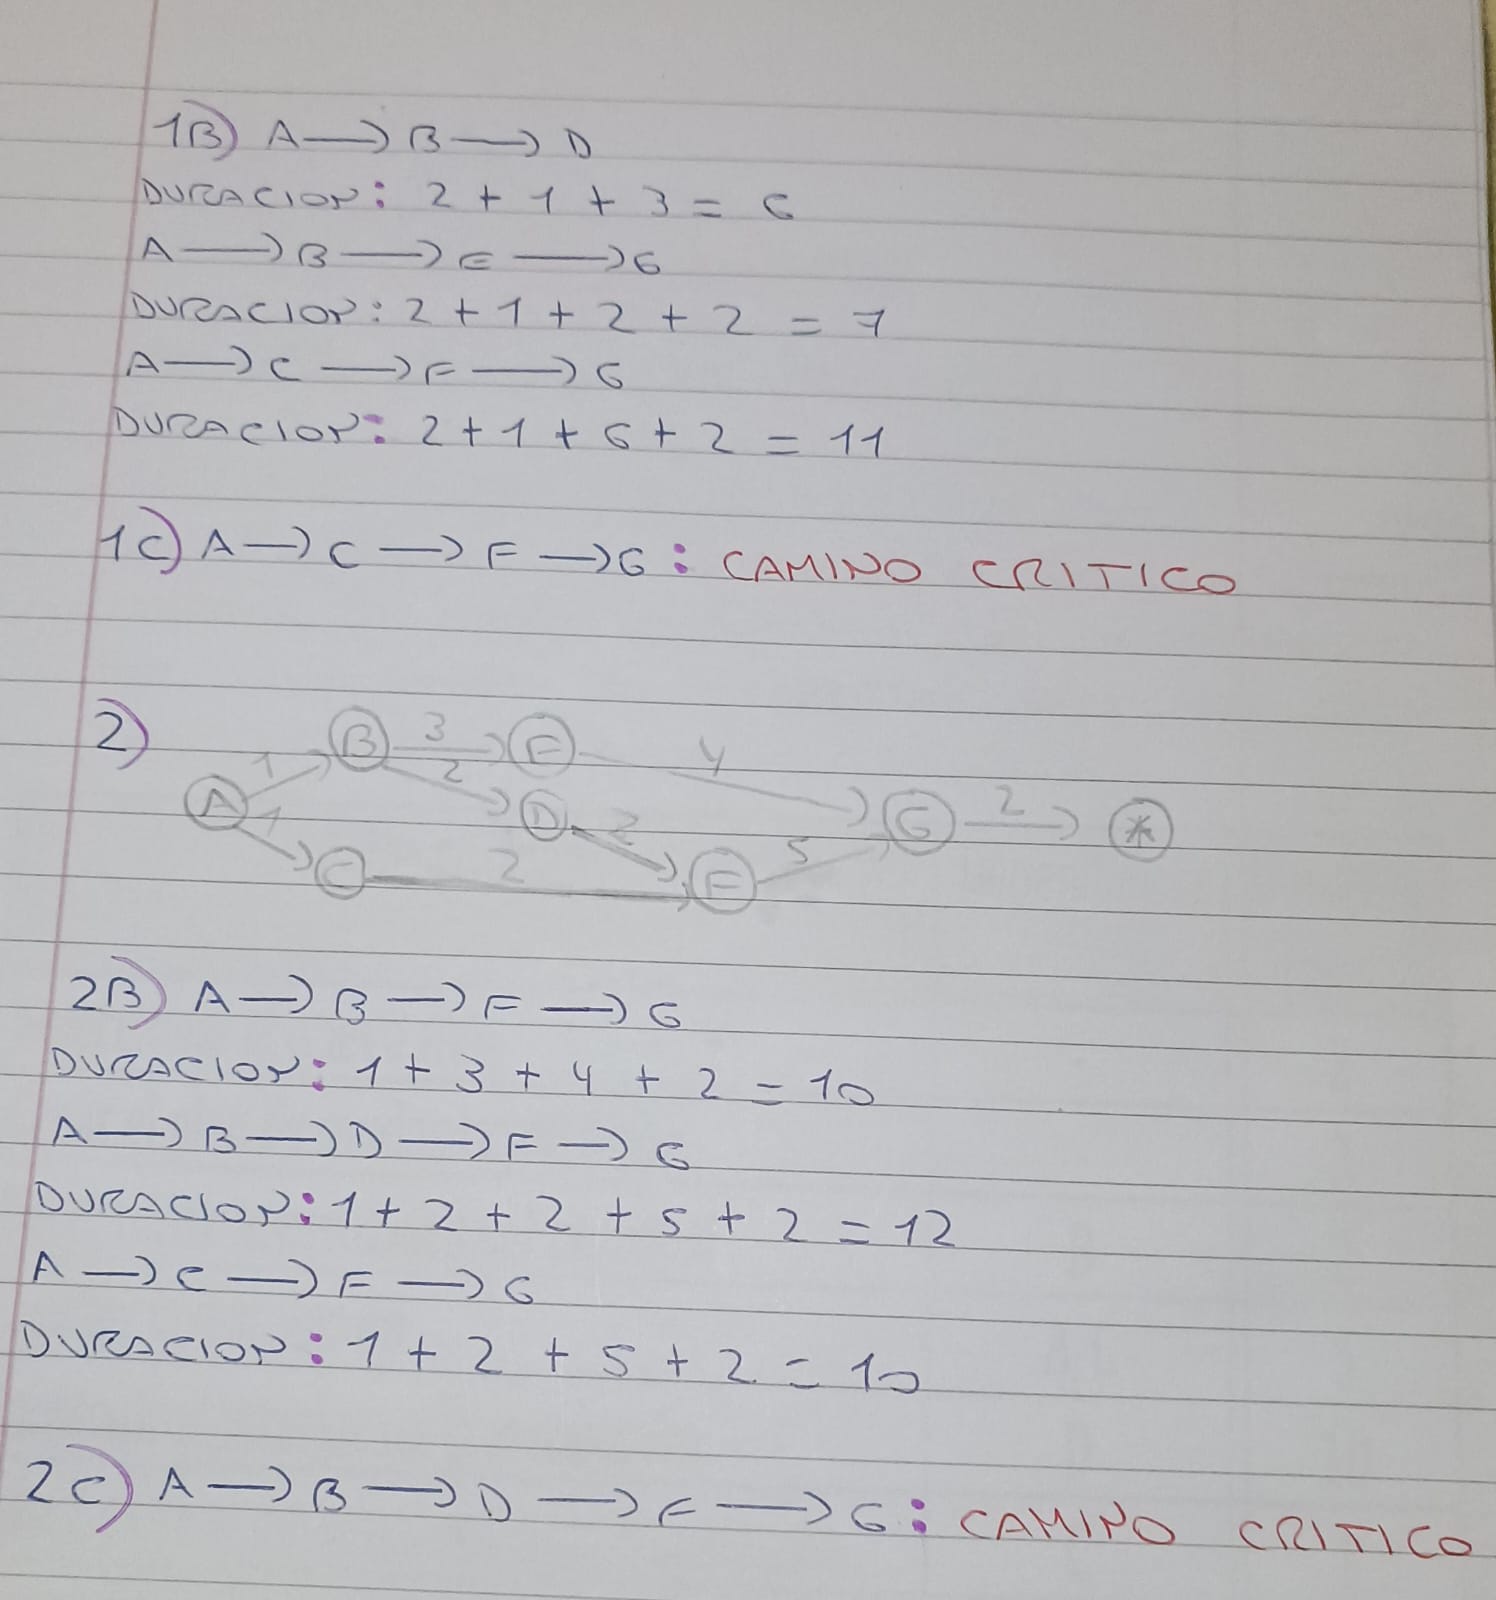 1B) A → B → D
DURACION: 2 + 1 + 3 = 6
A → B → E → G
DURACION: 2 + 1 + 2 + 2 = 7
A → C → F → G
DURACION: 2 + 1 + 6 + 2 = 11
1C) A → C → F → G: CAMINO CRITICO
2)
1 B 3 E 4
A 2 D 2 G 2 *
1 C 2 F 5
2B) A → B → F → G
DURACION: 1 + 3 + 4 + 2 = 10
A → B → D → F → G
DURACION: 1 + 2 + 2 + 5 + 2 = 12
A → C → F → G
DURACION: 1 + 2 + 5 + 2 = 10
2C) A → B → D → F → G: CAMINO CRITICO